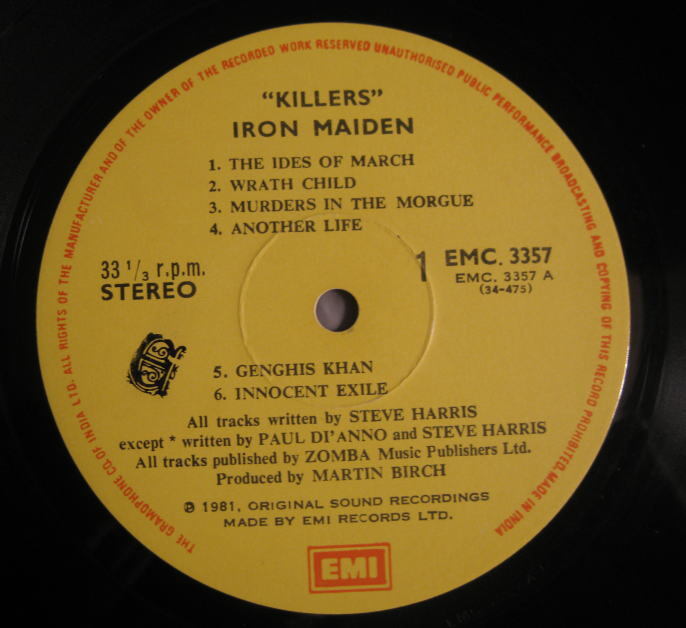 THE GRAMOPHONE CO. OF INDIA LTD. ALL RIGHTS OF THE MANUFACTURER AND OF THE OWNER OF THE RECORDED WORK RESERVED UNAUTHORISED PUBLIC PERFORMANCE BROADCASTING AND COPYING OF THIS RECORD PROHIBITED. MADE IN INDIA
"KILLERS"
IRON MAIDEN
1. THE IDES OF MARCH
2. WRATH CHILD
3. MURDERS IN THE MORGUE
4. ANOTHER LIFE
33 1/3 r.p.m.
STEREO
1 EMC. 3357
EMC. 3357 A
(34-475)
5. GENGHIS KHAN
6. INNOCENT EXILE
All tracks written by STEVE HARRIS
except * written by PAUL DI'ANNO and STEVE HARRIS
All tracks published by ZOMBA Music Publishers Ltd.
Produced by MARTIN BIRCH
℗ 1981, ORIGINAL SOUND RECORDINGS
MADE BY EMI RECORDS LTD.
EMI